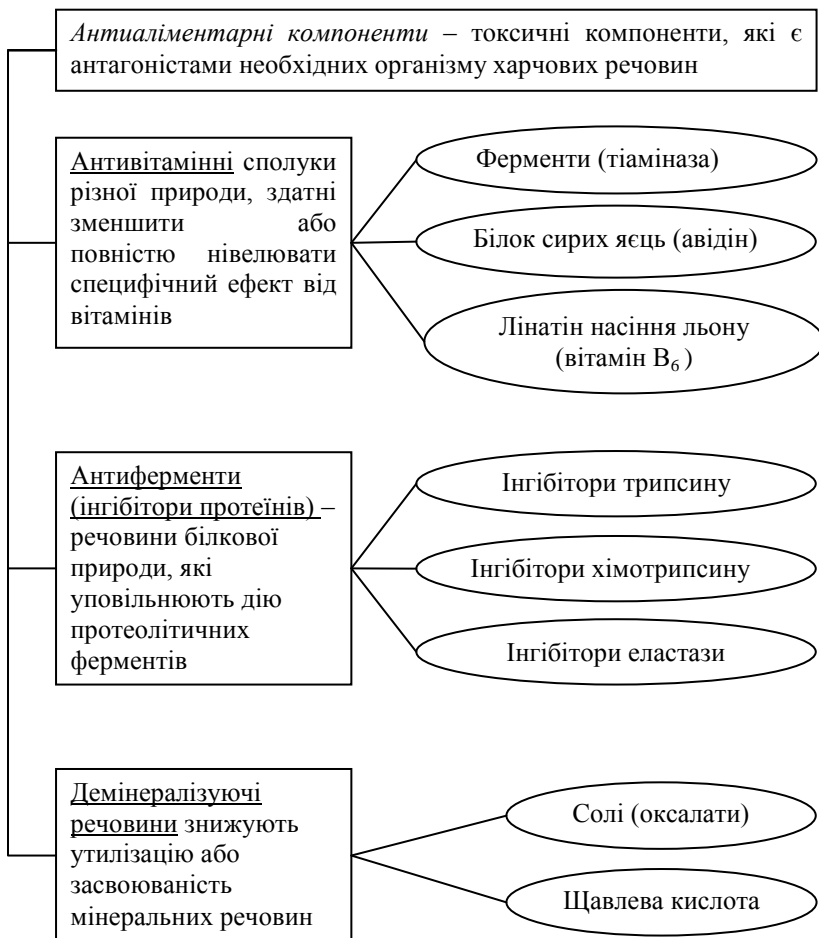 Антиаліментарні компоненти – токсичні компоненти, які є
антагоністами необхідних організму харчових речовин
Антивітамінні сполуки
різної природи, здатні
зменшити або
повністю нівелювати
специфічний ефект від
вітамінів
Ферменти (тіаміназа)
Білок сирих яєць (авідін)
Лінатін насіння льону
(вітамін В₆ )
Антиферменти
(інгібітори протеїнів) –
речовини білкової
природи, які
уповільнюють дію
протеолітичних
ферментів
Інгібітори трипсину
Інгібітори хімотрипсину
Інгібітори еластази
Демінералізуючі
речовини знижують
утилізацію або
засвоюваність
мінеральних речовин
Солі (оксалати)
Щавлева кислота